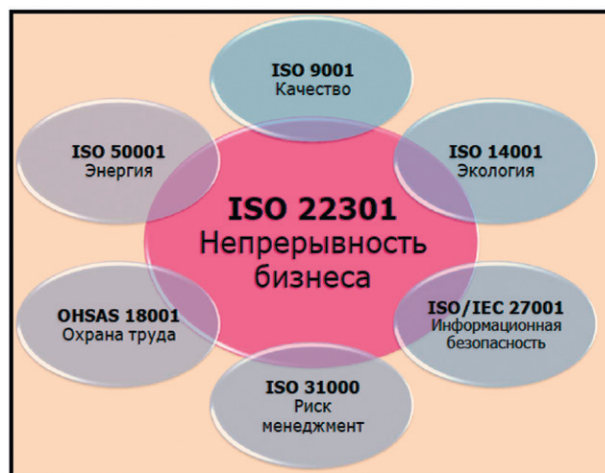 ISO 9001
Качество
ISO 50001
Энергия
ISO 14001
Экология
ISO 22301
Непрерывность
бизнеса
OHSAS 18001
Охрана труда
ISO/IEC 27001
Информационная
безопасность
ISO 31000
Риск
менеджмент